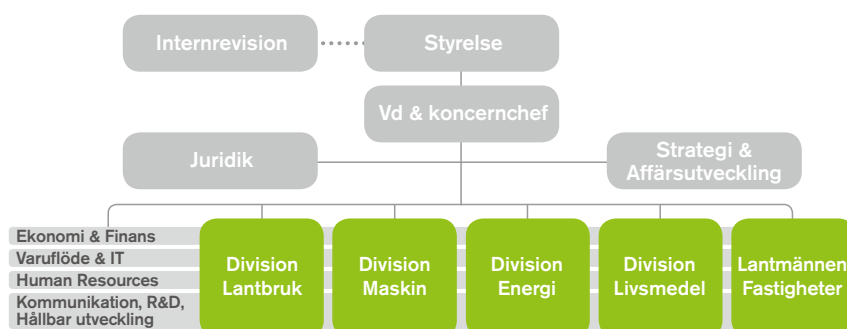 Internrevision
Styrelse
Vd & koncernchef
Juridik
Strategi &
Affärsutveckling
Ekonomi & Finans
Varuflöde & IT
Human Resources
Kommunikation, R&D,
Hållbar utveckling
Division
Lantbruk
Division
Maskin
Division
Energi
Division
Livsmedel
Lantmännen
Fastigheter